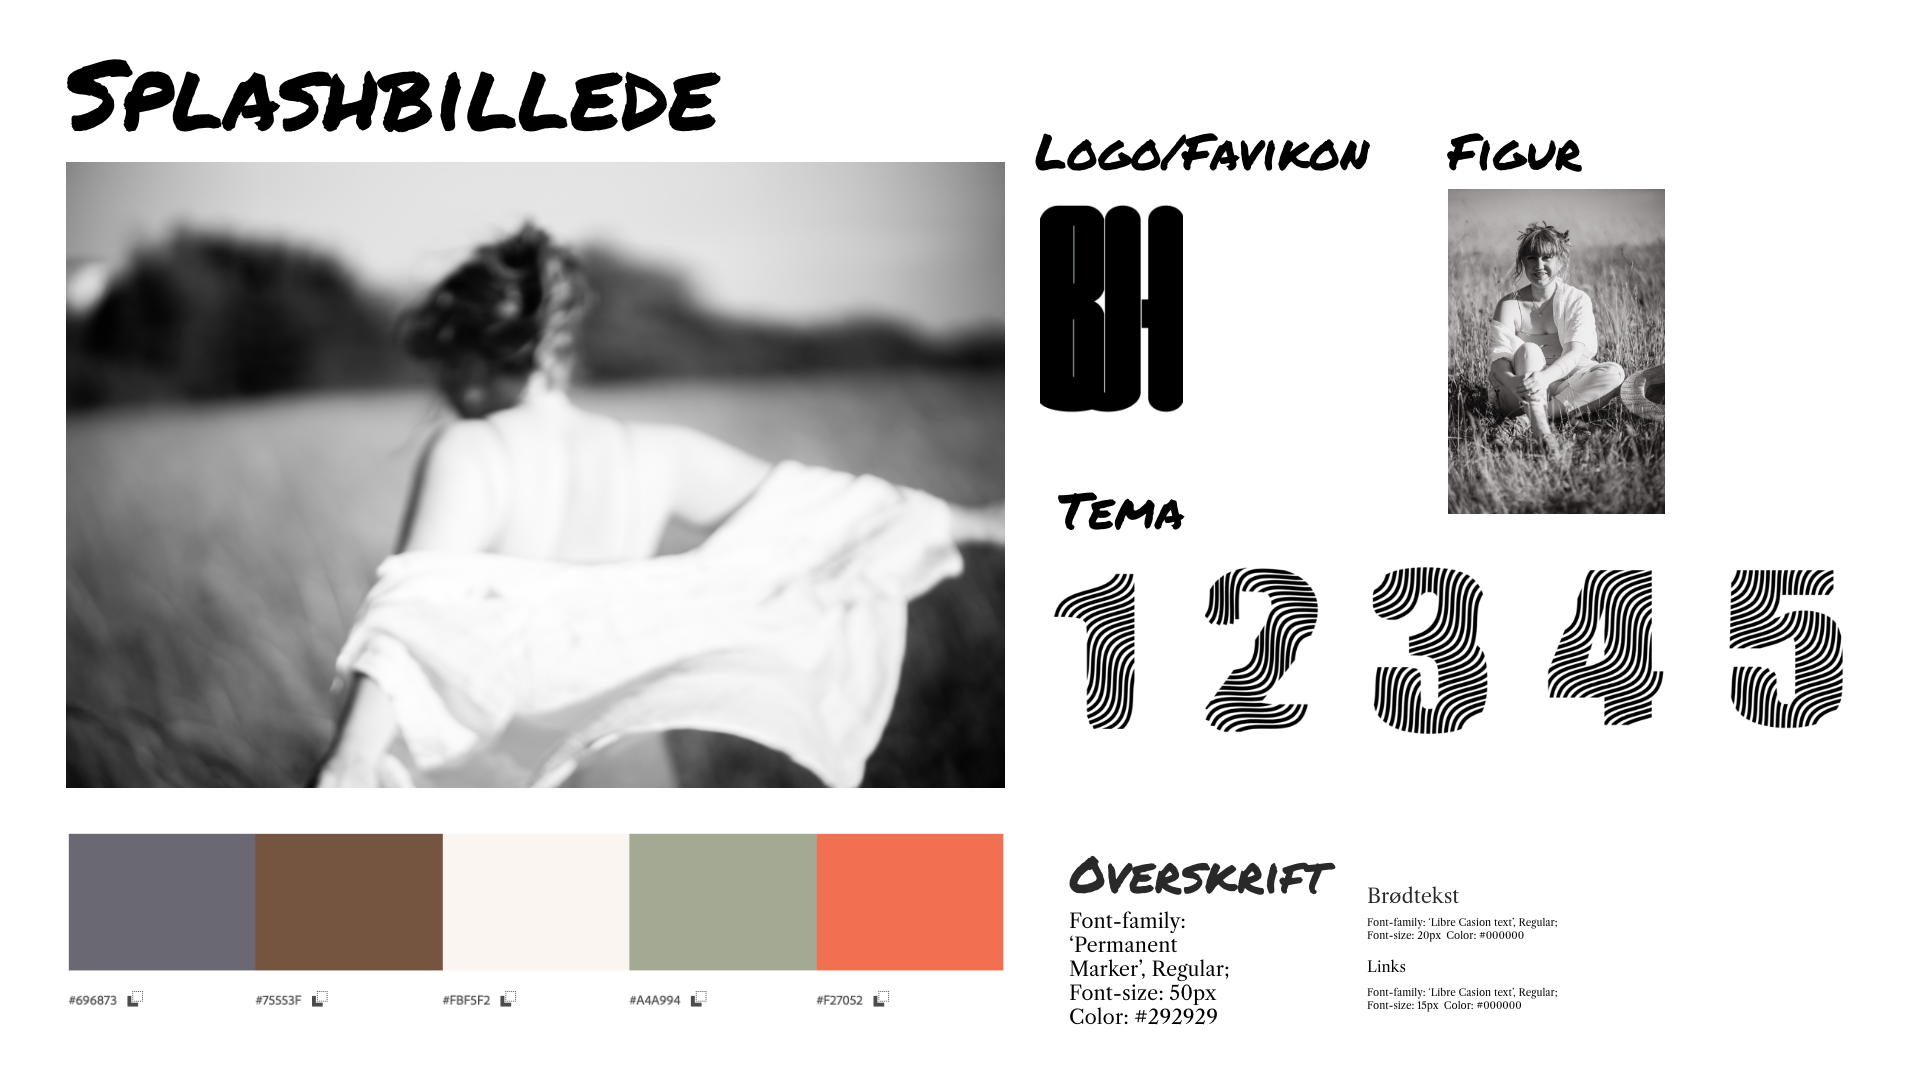 Splashbillede
Logo/Favikon
Figur
BH
Tema
1 2 3 4 5
#696873
#75553F
#FBF5F2
#A4A994
#F27052
Overskrift
Font-family:
‘Permanent
Marker’, Regular;
Font-size: 50px
Color: #292929
Brødtekst
Font-family: ‘Libre Casion text’, Regular;
Font-size: 20px Color: #000000
Links
Font-family: ‘Libre Casion text’, Regular;
Font-size: 15px Color: #000000